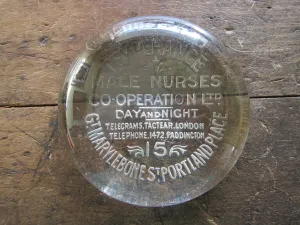 MALE NURSES
CO-OPERATION LTD
DAY AND NIGHT
TELEGRAMS, TACTEAR, LONDON
TELEPHONE, 1472, PADDINGTON
15
GT MARYLEBONE ST PORTLAND PLACE